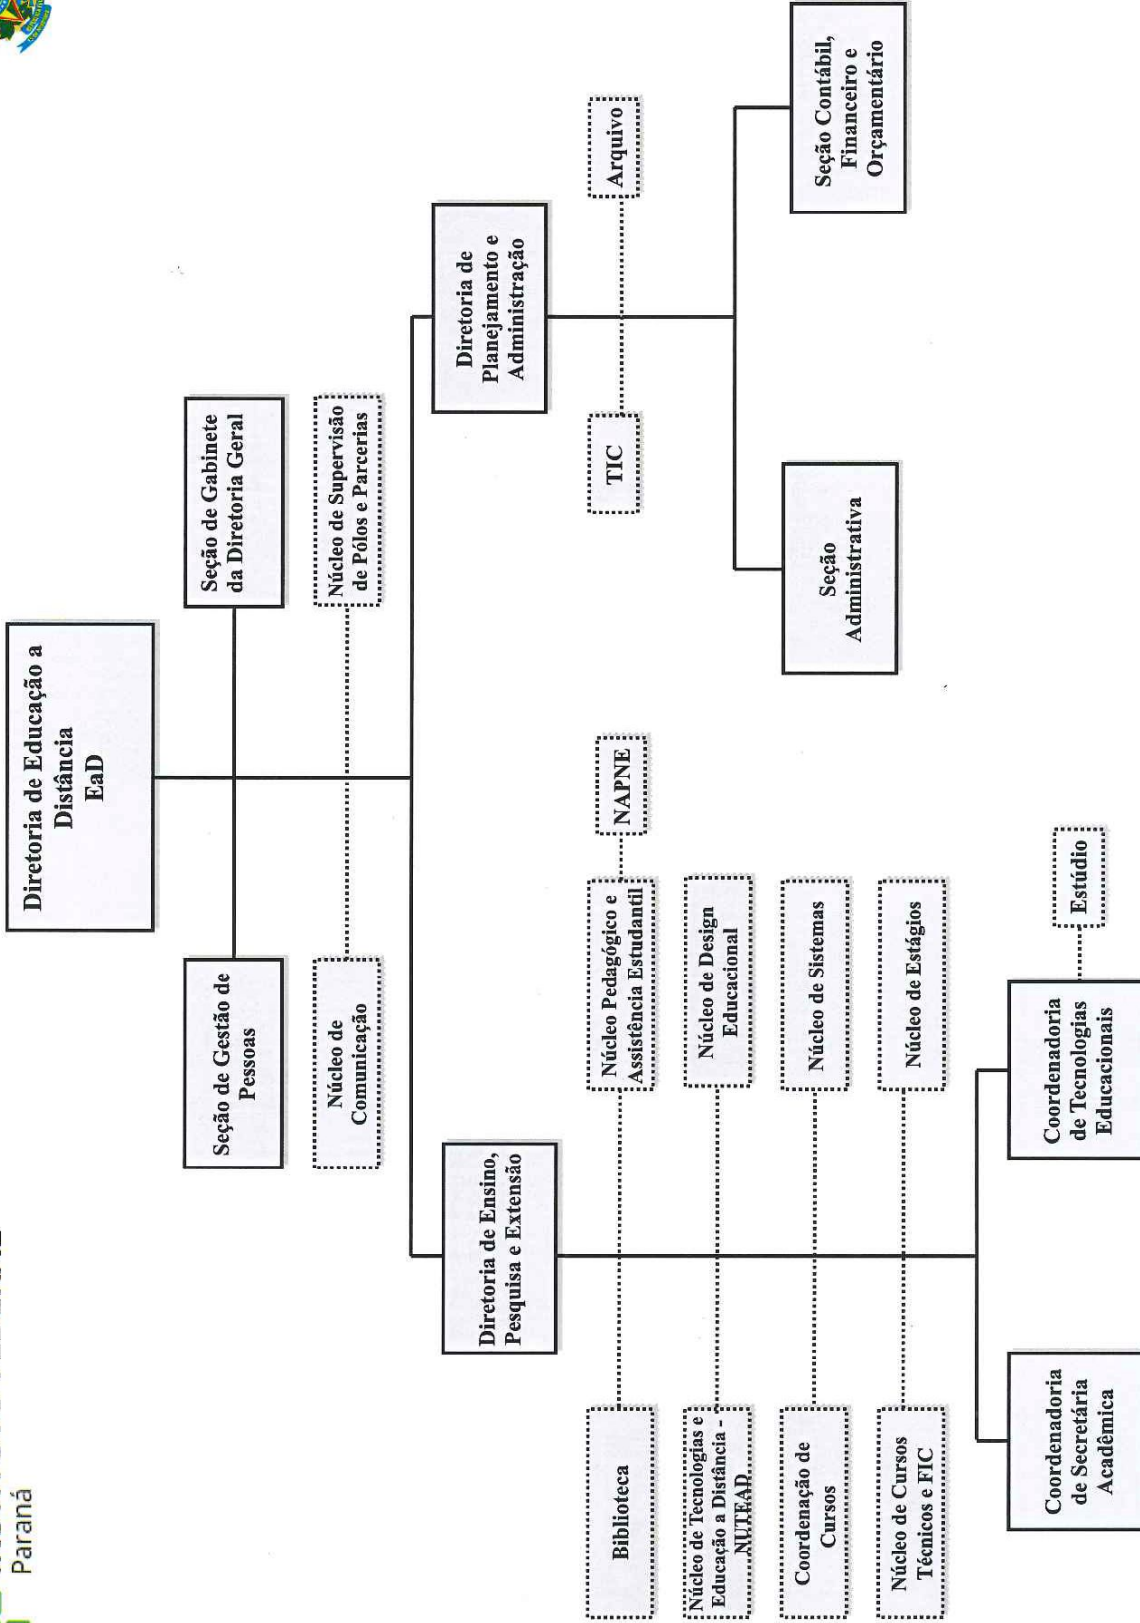 Paraná
Diretoria de Educação a
Distância
EaD
Seção de Gestão de
Pessoas
Seção de Gabinete
da Diretoria Geral
Núcleo de
Comunicação
Núcleo de Supervisão
de Pólos e Parcerias
Diretoria de Ensino,
Pesquisa e Extensão
Diretoria de
Planejamento e
Administração
Biblioteca
Núcleo Pedagógico e
Assistência Estudantil
NAPNE
TIC
Arquivo
Núcleo de Tecnologias e
Educação a Distância -
NUTEAD
Núcleo de Design
Educacional
Coordenação de
Cursos
Núcleo de Sistemas
Seção
Administrativa
Seção Contábil,
Financeiro e
Orçamentário
Núcleo de Cursos
Técnicos e FIC
Núcleo de Estágios
Coordenadoria
de Secretária
Acadêmica
Coordenadoria
de Tecnologias
Educacionais
Estúdio